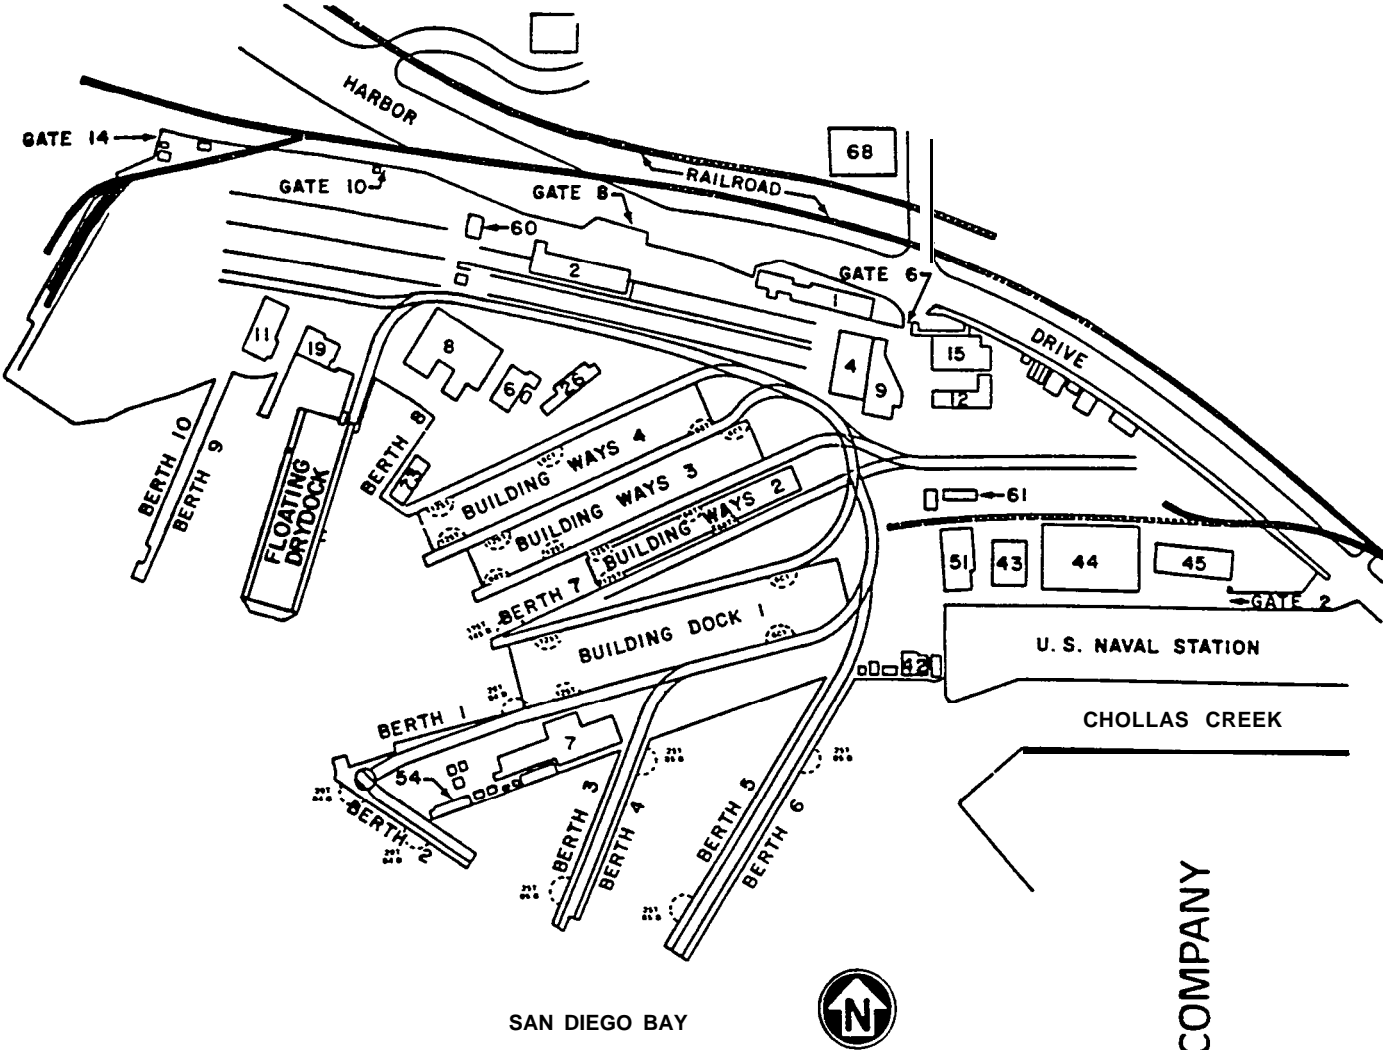 HARBOR
GATE 14
68
RAILROAD
GATE 10
GATE 8
60
2
GATE 6
1
11
19
8
6
26
4
9
15
12
DRIVE
BERTH 10
BERTH 9
BERTH 8
23
FLOATING
DRYDOCK
BUILDING WAYS 4
BUILDING WAYS 3
BUILDING WAYS 2
61
51
43
44
45
GATE 2
BERTH 7
BUILDING DOCK 1
U. S. NAVAL STATION
42
BERTH 1
CHOLLAS CREEK
7
54
BERTH 2
BERTH 3
BERTH 4
BERTH 5
BERTH 6
25T
25T
25T
COMPANY
N
SAN DIEGO BAY